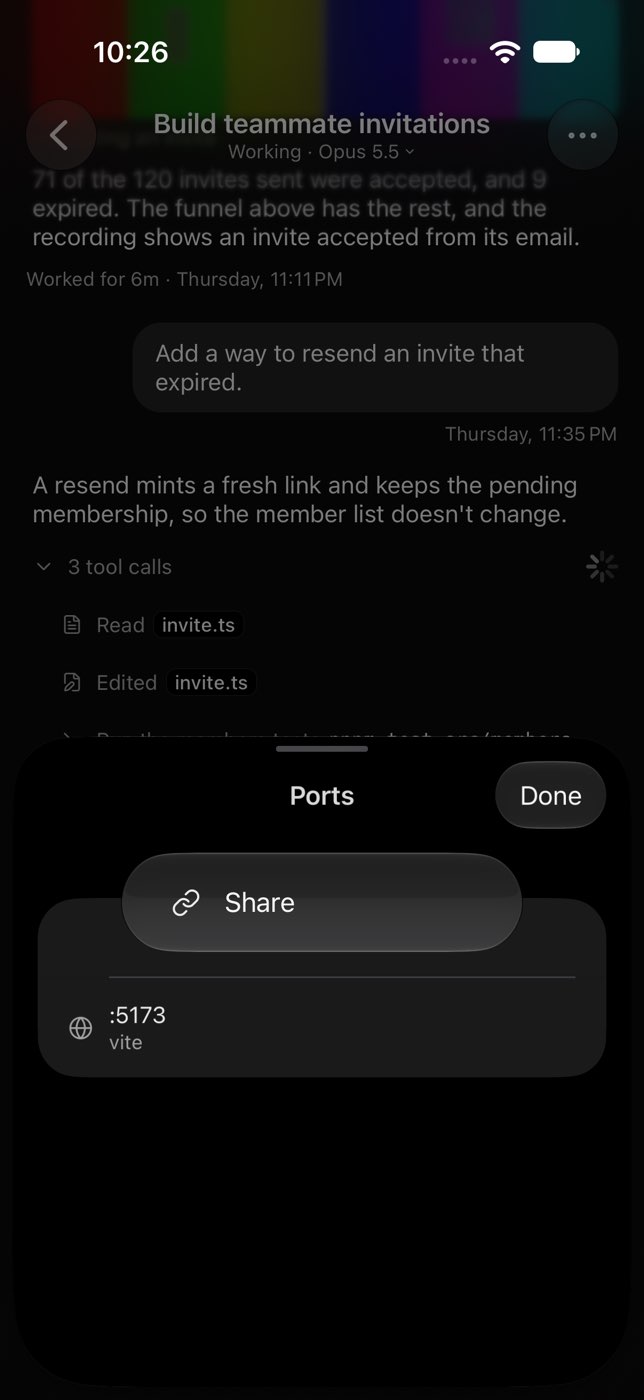 10:26
Build teammate invitations
Working · Opus 5.5
71 of the 120 invites sent were accepted, and 9
expired. The funnel above has the rest, and the
recording shows an invite accepted from its email.
Worked for 6m · Thursday, 11:11 PM
Add a way to resend an invite that
expired.
Thursday, 11:35 PM
A resend mints a fresh link and keeps the pending
membership, so the member list doesn't change.
3 tool calls
Read invite.ts
Edited invite.ts
Ports
Done
Share
:5173
vite